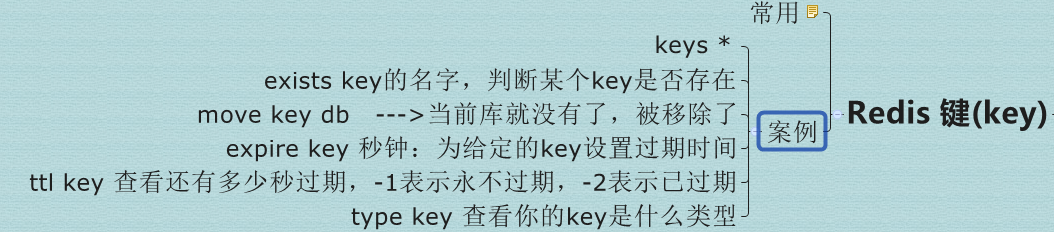 常用
keys *
exists key的名字，判断某个key是否存在
move key db   --->当前库就没有了，被移除了
expire key 秒钟：为给定的key设置过期时间
ttl key 查看还有多少秒过期，-1表示永不过期，-2表示已过期
type key 查看你的key是什么类型
案例
Redis 键(key)